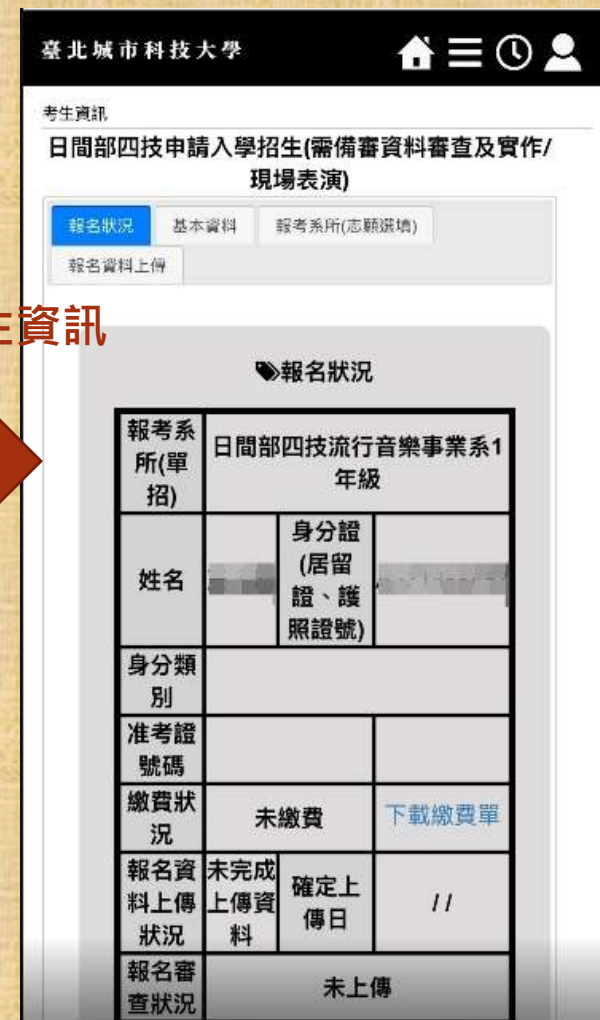 臺北城市科技大學
考生資訊
日間部四技申請入學招生(需備審資料審查及實作/
現場表演)
報名狀況 基本資料 報考系所(志願選填)
報名資料上傳
生資訊
報名狀況
報考系
所(單
招)
日間部四技流行音樂事業系1
年級
姓名
身分證
(居留
證、護
照證號)
身分類
別
准考證
號碼
繳費狀
況
未繳費
下載繳費單
報名資
料上傳
狀況
未完成
上傳資
料
確定上
傳日
/ /
報名審
查狀況
未上傳